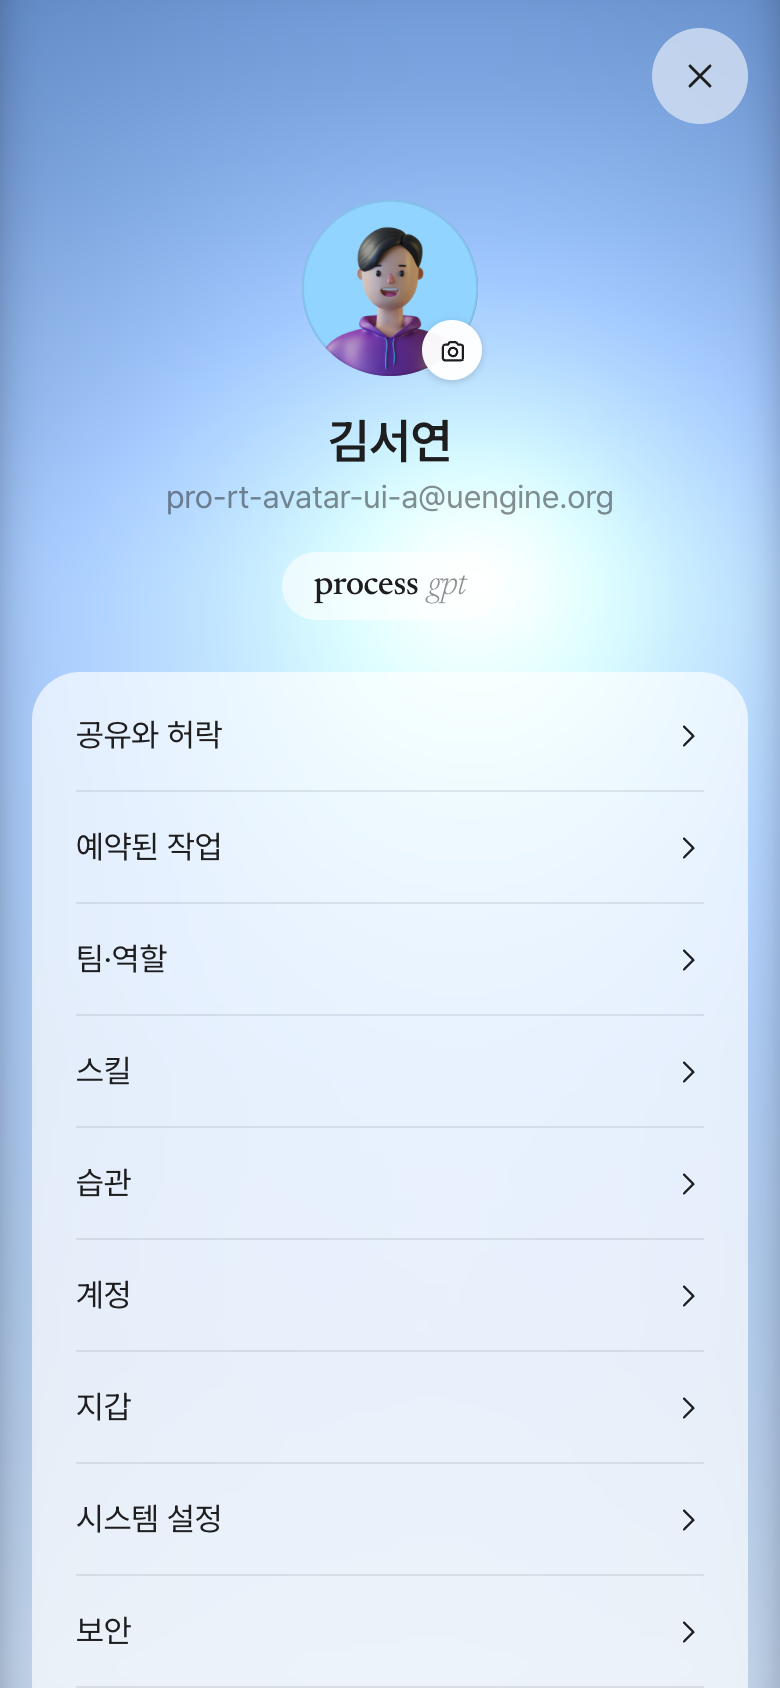 김서연
pro-rt-avatar-ui-a@uengine.org
process gpt
공유와 허락
예약된 작업
팀·역할
스킬
습관
계정
지갑
시스템 설정
보안